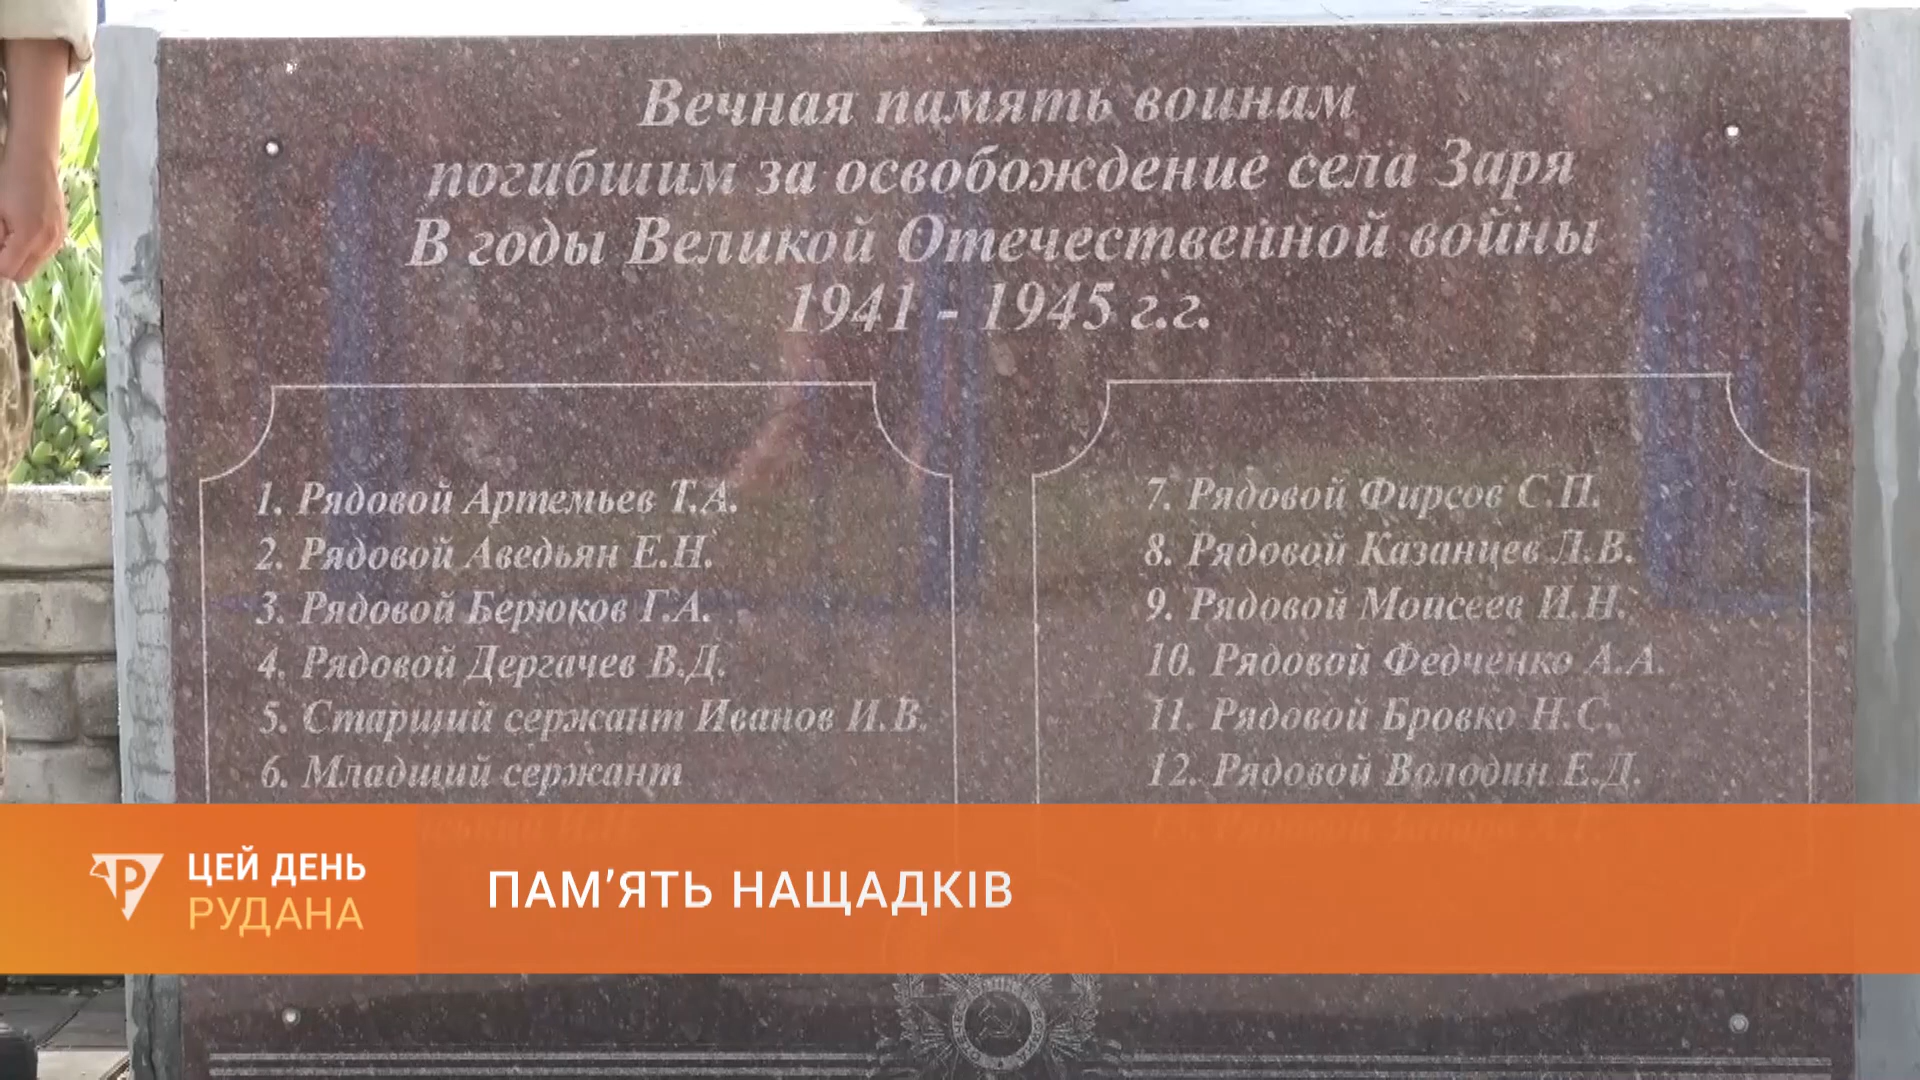 Вечная память воинам
погибшим за освобождение села Заря
В годы Великой Отечественной войны
1941 - 1945 г.г.
1. Рядовой Артемьев Т.А.
2. Рядовой Аведьян Е.Н.
3. Рядовой Берюков Г.А.
4. Рядовой Дергачев В.Д.
5. Старший сержант Иванов И.В.
6. Младший сержант
7. Рядовой Фирсов С.П.
8. Рядовой Казанцев Л.В.
9. Рядовой Моисеев И.Н.
10. Рядовой Федченко А.А.
11. Рядовой Бровко Н.С.
12. Рядовой Володин Е.Д.
ЦЕЙ ДЕНЬ
РУДАНА
ПАМ’ЯТЬ НАЩАДКІВ